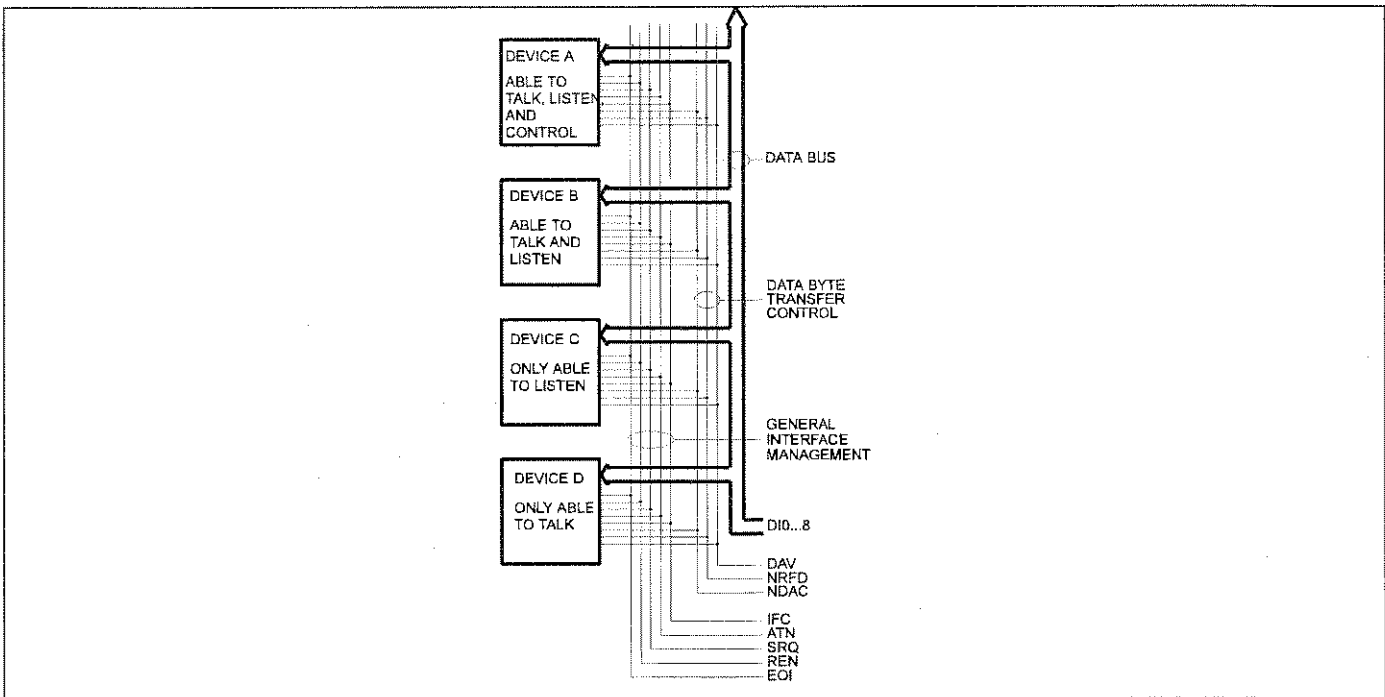 DEVICE A
ABLE TO
TALK, LISTEN
AND
CONTROL
DATA BUS
DEVICE B
ABLE TO
TALK AND
LISTEN
DATA BYTE
TRANSFER
CONTROL
DEVICE C
ONLY ABLE
TO LISTEN
GENERAL
INTERFACE
MANAGEMENT
DEVICE D
ONLY ABLE
TO TALK
DI0...8
DAV
NRFD
NDAC
IFC
ATN
SRQ
REN
EOI